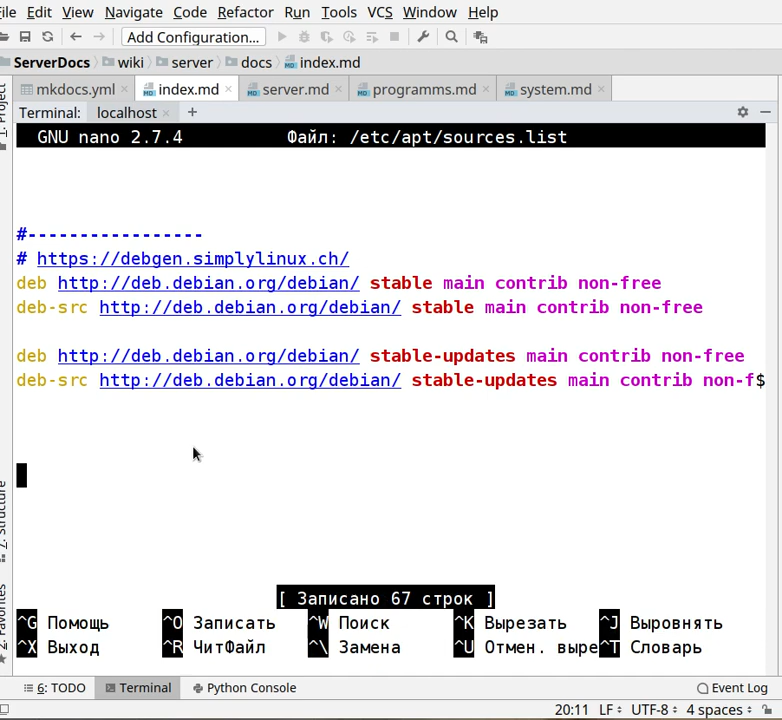 File Edit View Navigate Code Refactor Run Tools VCS Window Help
Add Configuration...
ServerDocs wiki server docs index.md
mkdocs.yml index.md server.md programms.md system.md
1: Project
Terminal: localhost +
GNU nano 2.7.4 Файл: /etc/apt/sources.list
#-----------------
# https://debgen.simplylinux.ch/
deb http://deb.debian.org/debian/ stable main contrib non-free
deb-src http://deb.debian.org/debian/ stable main contrib non-free
deb http://deb.debian.org/debian/ stable-updates main contrib non-free
deb-src http://deb.debian.org/debian/ stable-updates main contrib non-f$
Z: Structure
2: Favorites
[ Записано 67 строк ]
^G Помощь ^O Записать ^W Поиск ^K Вырезать ^J Выровнять
^X Выход ^R ЧитФайл ^\ Замена ^U Отмен. выре^T Словарь
6: TODO Terminal Python Console Event Log
20:11 LF UTF-8 4 spaces